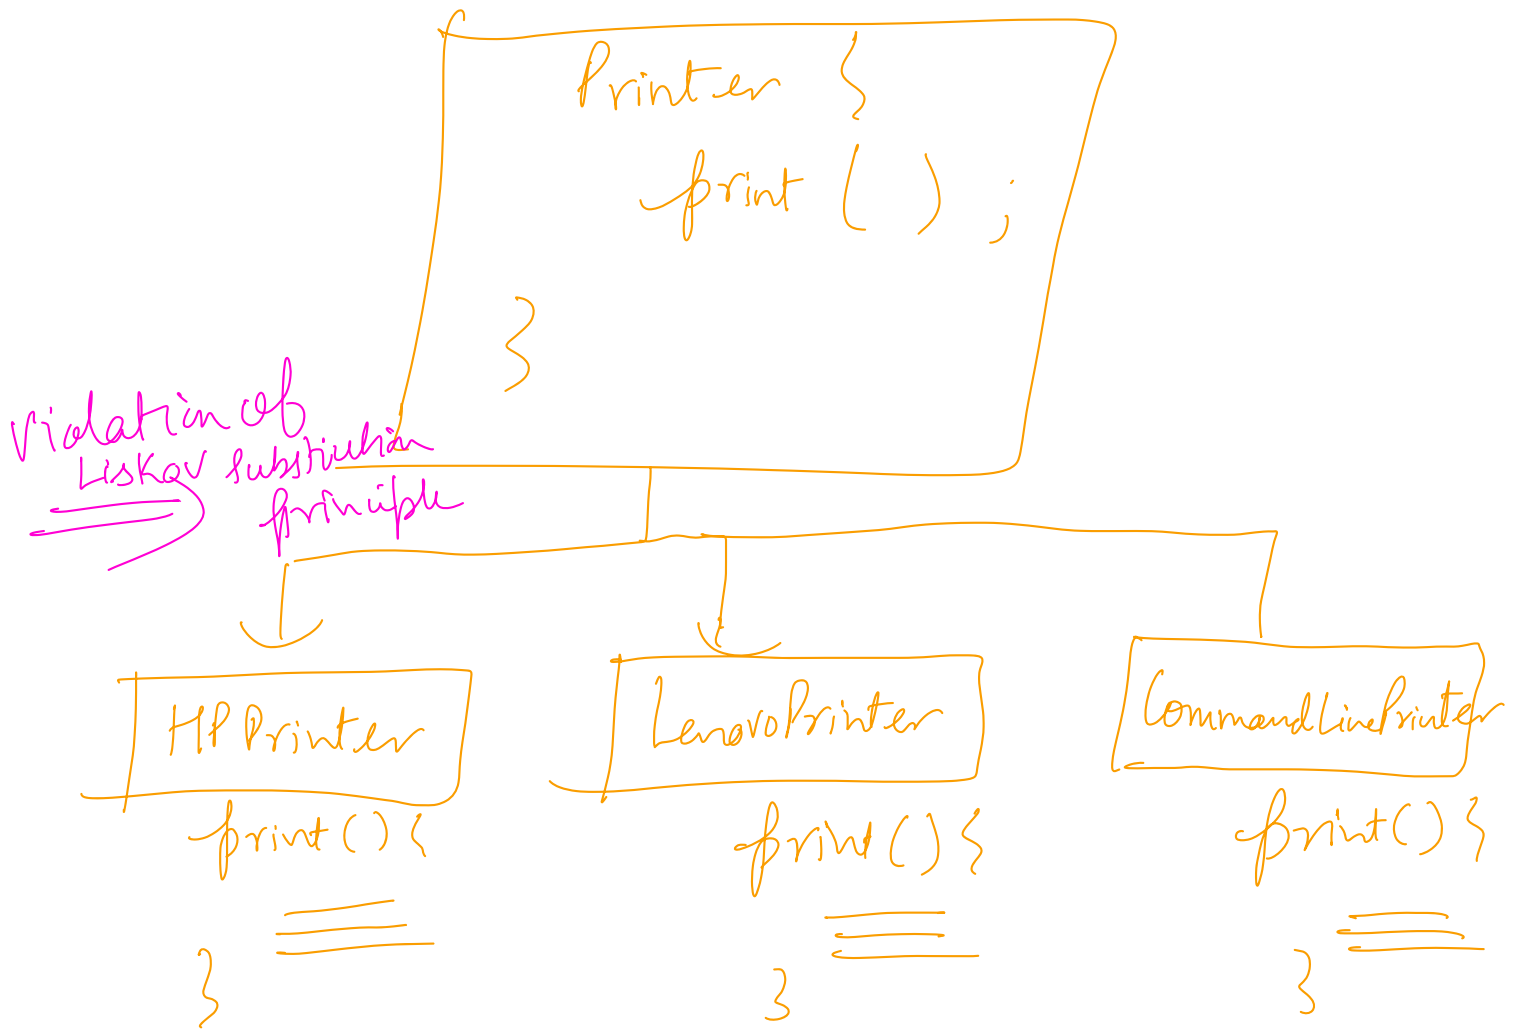 Printer {
print ( ) ;
}
Violation of
Liskov substitution
principle
HPPrinter
LenovoPrinter
CommandLinePrinter
print () {
print () {
print () {
}
}
}